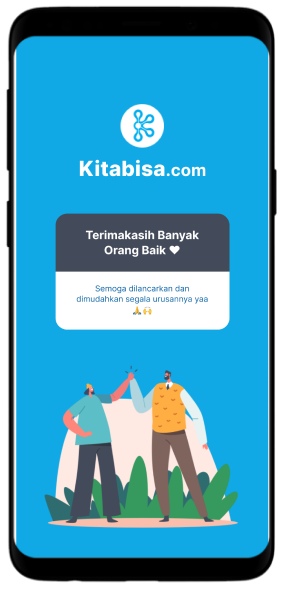 Kitabisa.com
Terimakasih Banyak
Orang Baik ♥
Semoga dilancarkan dan
dimudahkan segala urusannya yaa
🙏🙌